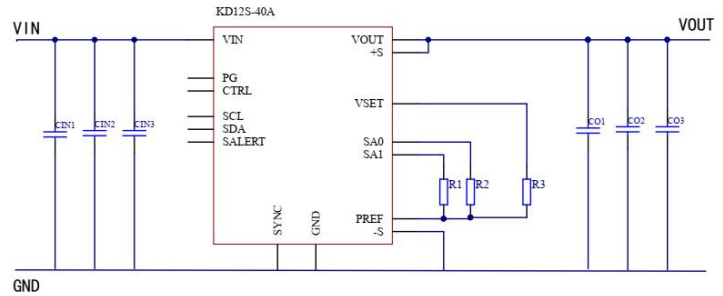 KD12S-40A
VIN
VOUT
VIN
VOUT
+S
PG
CTRL
VSET
SCL
SDA
SALERT
CIN1
CIN2
CIN3
CO1
CO2
CO3
SA0
SA1
R1
R2
R3
PREF
-S
SYNC
GND
GND